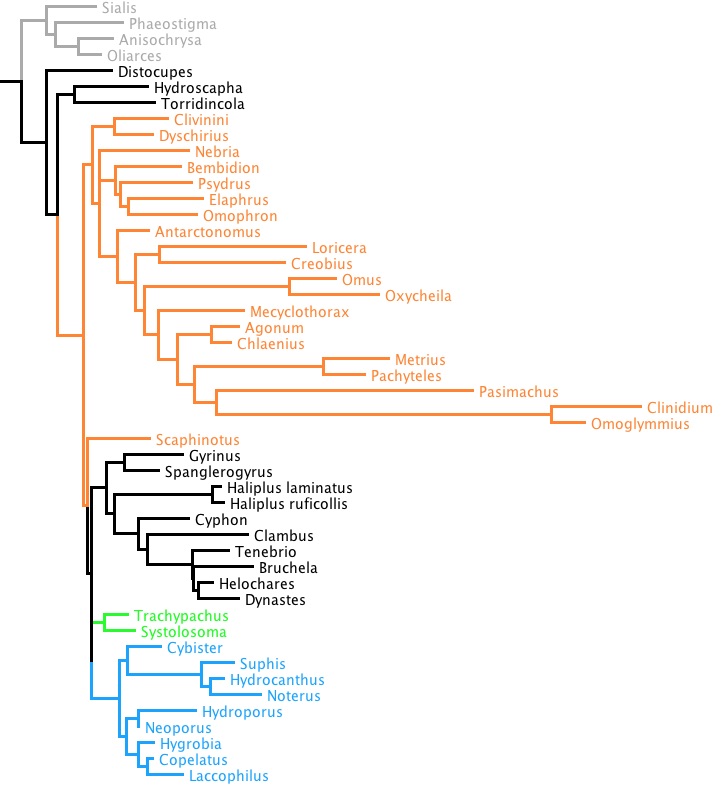 Sialis
Phaeostigma
Anisochrysa
Oliarces
Distocupes
Hydroscapha
Torridincola
Clivinini
Dyschirius
Nebria
Bembidion
Psydrus
Elaphrus
Omophron
Antarctonomus
Loricera
Creobius
Omus
Oxycheila
Mecyclothorax
Agonum
Chlaenius
Metrius
Pachyteles
Pasimachus
Clinidium
Omoglymmius
Scaphinotus
Gyrinus
Spanglerogyrus
Haliplus laminatus
Haliplus ruficollis
Cyphon
Clambus
Tenebrio
Bruchela
Helochares
Dynastes
Trachypachus
Systolosoma
Cybister
Suphis
Hydrocanthus
Noterus
Hydroporus
Neoporus
Hygrobia
Copelatus
Laccophilus